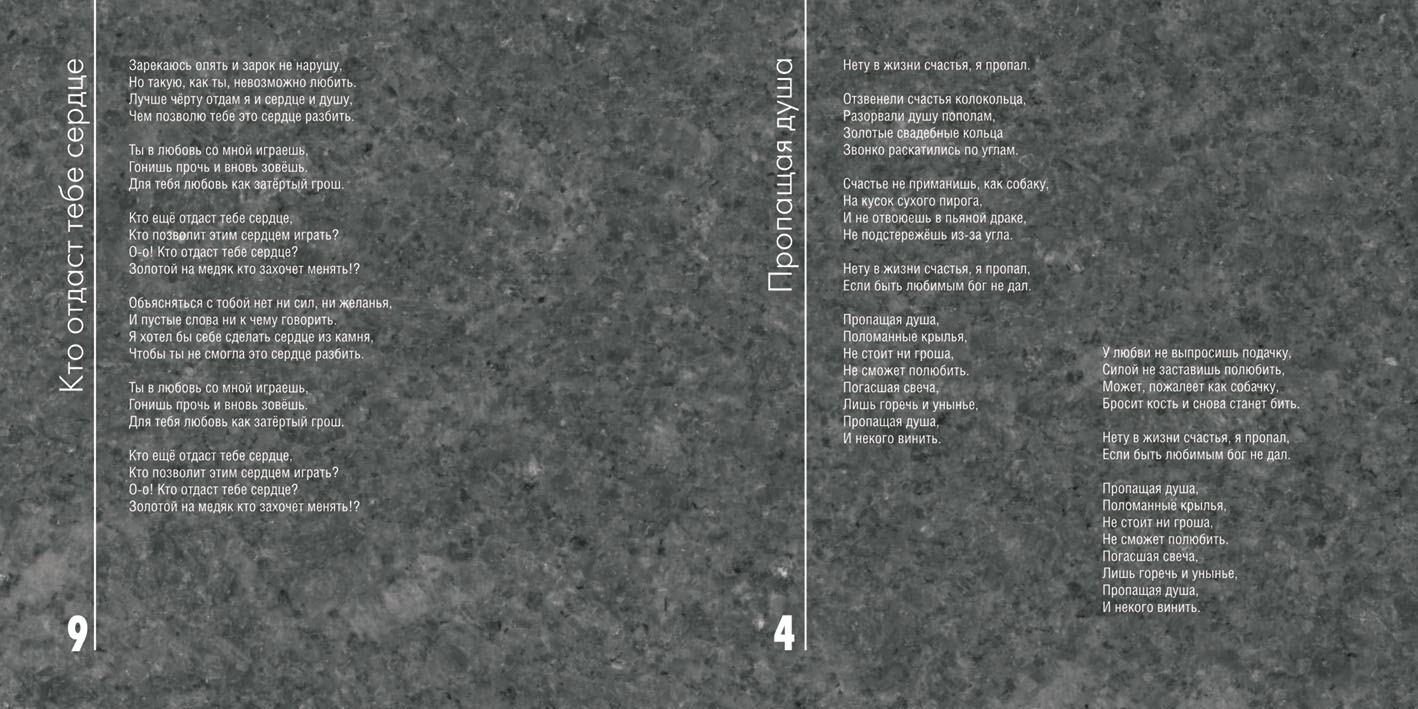 Кто отдаст тебе сердце
Зарекаюсь опять и зарок не нарушу,
Но такую, как ты, невозможно любить.
Лучше чёрту отдам я и сердце и душу,
Чем позволю тебе это сердце разбить.
Ты в любовь со мной играешь,
Гонишь прочь и вновь зовёшь.
Для тебя любовь как затёртый грош.
Кто ещё отдаст тебе сердце,
Кто позволит этим сердцем играть?
О-о! Кто отдаст тебе сердце?
Золотой на медяк кто захочет менять!?
Объясняться с тобой нет ни сил, ни желанья,
И пустые слова ни к чему говорить.
Я хотел бы себе сделать сердце из камня,
Чтобы ты не смогла это сердце разбить.
Ты в любовь со мной играешь,
Гонишь прочь и вновь зовёшь.
Для тебя любовь как затёртый грош.
Кто ещё отдаст тебе сердце,
Кто позволит этим сердцем играть?
О-о! Кто отдаст тебе сердце?
Золотой на медяк кто захочет менять!?
9
Пропащая душа
Нету в жизни счастья, я пропал.
Отзвенели счастья колокольца,
Разорвали душу пополам,
Золотые свадебные кольца
Звонко раскатились по углам.
Счастье не приманишь, как собаку,
На кусок сухого пирога,
И не отвоюешь в пьяной драке,
Не подстережёшь из-за угла.
Нету в жизни счастья, я пропал,
Если быть любимым бог не дал.
Пропащая душа,
Поломанные крылья,
Не стоит ни гроша,
Не сможет полюбить.
Погасшая свеча,
Лишь горечь и унынье,
Пропащая душа,
И некого винить.
У любви не выпросишь подачку,
Силой не заставишь полюбить,
Может, пожалеет как собачку,
Бросит кость и снова станет бить.
Нету в жизни счастья, я пропал,
Если быть любимым бог не дал.
Пропащая душа,
Поломанные крылья,
Не стоит ни гроша,
Не сможет полюбить.
Погасшая свеча,
Лишь горечь и унынье,
Пропащая душа,
И некого винить.
4